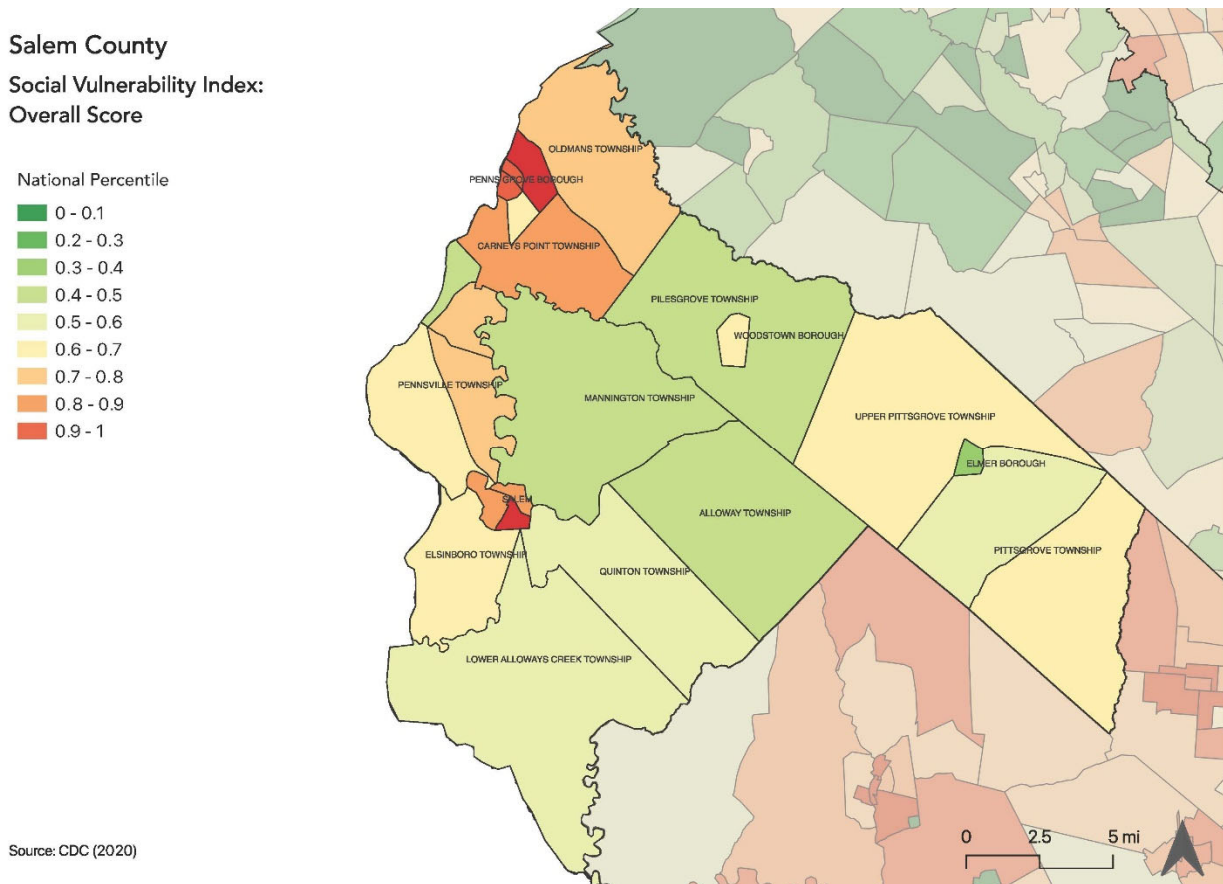 Salem County
Social Vulnerability Index:
Overall Score
National Percentile
0 - 0.1
0.2 - 0.3
0.3 - 0.4
0.4 - 0.5
0.5 - 0.6
0.6 - 0.7
0.7 - 0.8
0.8 - 0.9
0.9 - 1
OLDMANS TOWNSHIP
PENNS GROVE BOROUGH
CARNEYS POINT TOWNSHIP
PILESGROVE TOWNSHIP
WOODSTOWN BOROUGH
PENNSVILLE TOWNSHIP
MANNINGTON TOWNSHIP
UPPER PITTSGROVE TOWNSHIP
ELMER BOROUGH
SALEM
ALLOWAY TOWNSHIP
ELSINBORO TOWNSHIP
PITTSGROVE TOWNSHIP
QUINTON TOWNSHIP
LOWER ALLOWAYS CREEK TOWNSHIP
0 2.5 5 mi
Source: CDC (2020)